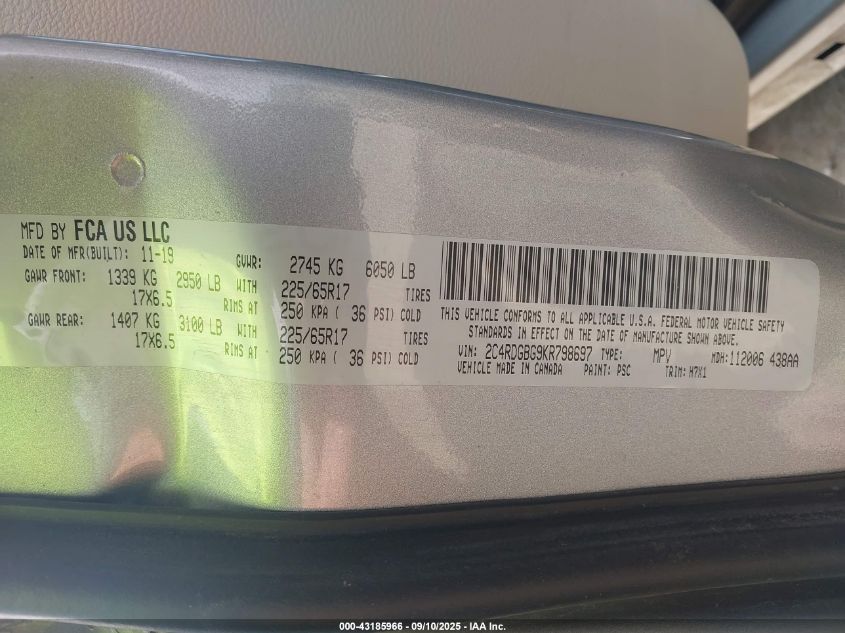 MFD BY FCA US LLC
DATE OF MFR(BUILT): 11-19 GVWR: 2745 KG 6050 LB
GAWR FRONT: 1339 KG 2950 LB WITH 225/65R17 TIRES
17X6.5 RIMS AT 250 KPA ( 36 PSI) COLD
GAWR REAR: 1407 KG 3100 LB WITH 225/65R17 TIRES
17X6.5 RIMS AT 250 KPA ( 36 PSI) COLD
THIS VEHICLE CONFORMS TO ALL APPLICABLE U.S.A. FEDERAL MOTOR VEHICLE SAFETY
STANDARDS IN EFFECT ON THE DATE OF MANUFACTURE SHOWN ABOVE.
VIN: 2C4RDGBG9KR798697 TYPE: MPV MDH: 112006 438AA
VEHICLE MADE IN CANADA PAINT: PSC TRIM: H7X1
000-43185966 - 09/10/2025 - IAA Inc.